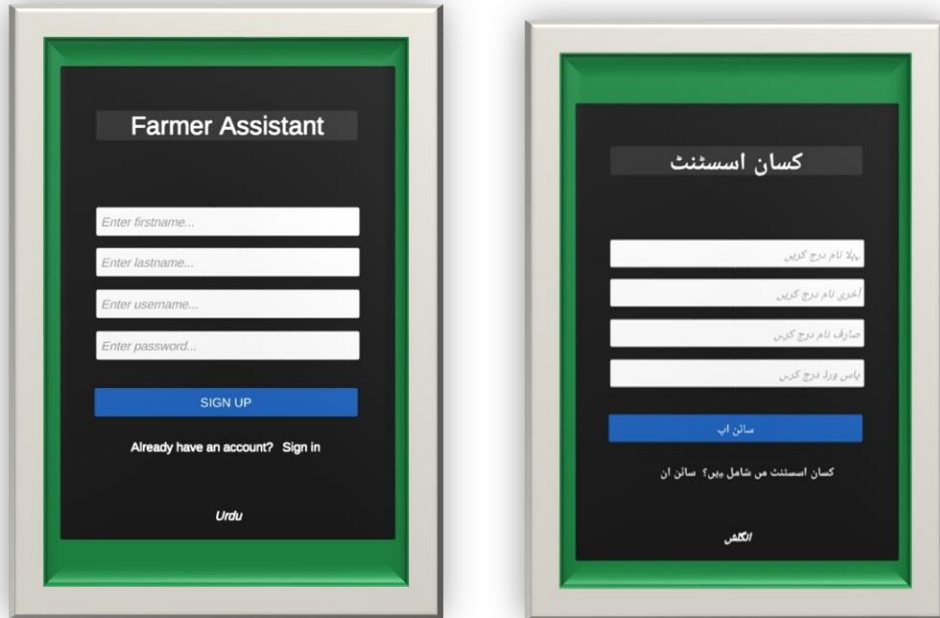 Farmer Assistant
Enter firstname...
Enter lastname...
Enter username...
Enter password...
SIGN UP
Already have an account? Sign in
Urdu
کسان اسسٹنٹ
پہلا نام درج کریں
آخری نام درج کریں
صارف نام درج کریں
پاس ورڈ درج کریں
سائن اپ
کسان اسسٹنٹ میں شامل ہیں؟ سائن ان
انگلش